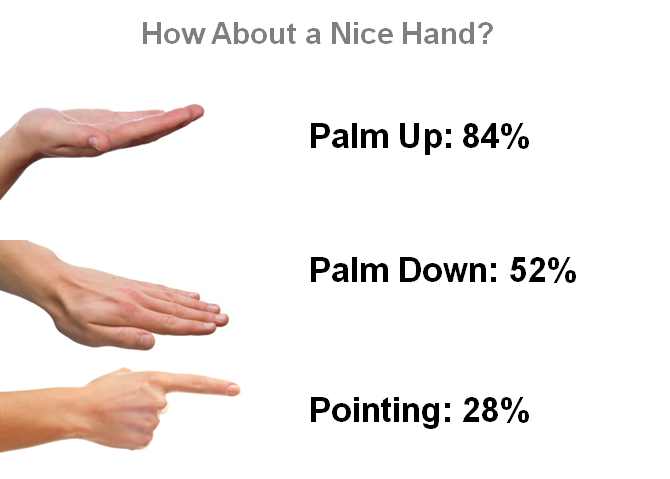 How About a Nice Hand?
Palm Up: 84%
Palm Down: 52%
Pointing: 28%